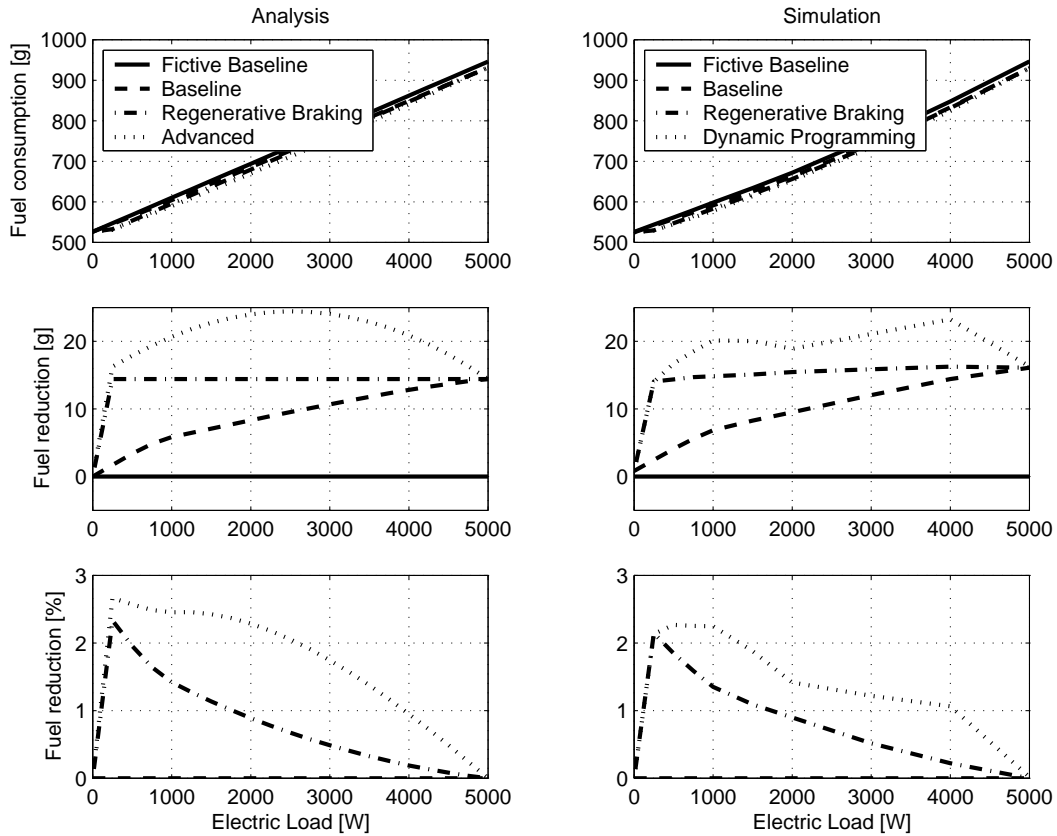 Analysis
Fuel consumption [g]
1000
900
800
700
600
500
Fictive Baseline
Baseline
Regenerative Braking
Advanced
0 1000 2000 3000 4000 5000
Simulation
1000
900
800
700
600
500
Fictive Baseline
Baseline
Regenerative Braking
Dynamic Programming
0 1000 2000 3000 4000 5000
Fuel reduction [g]
20
10
0
0 1000 2000 3000 4000 5000
20
10
0
0 1000 2000 3000 4000 5000
Fuel reduction [%]
3
2
1
0
0 1000 2000 3000 4000 5000
Electric Load [W]
3
2
1
0
0 1000 2000 3000 4000 5000
Electric Load [W]